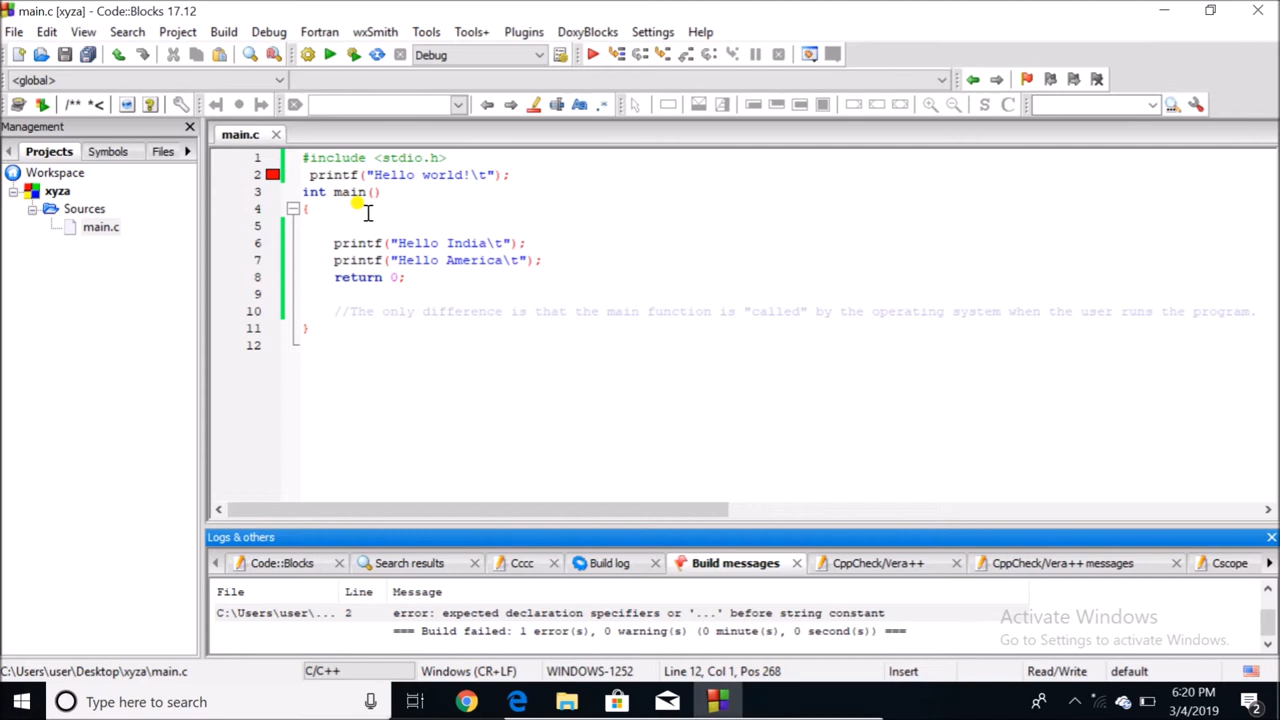 main.c [xyza] - Code::Blocks 17.12
File Edit View Search Project Build Debug Fortran wxSmith Tools Tools+ Plugins DoxyBlocks Settings Help
Debug
<global>
/** *<
.*
S C
Management
main.c
Projects Symbols Files
Workspace
xyza
Sources
main.c
1 #include <stdio.h>
2 printf("Hello world!\t");
3 int main()
4 {
5
6 printf("Hello India\t");
7 printf("Hello America\t");
8 return 0;
9
10 //The only difference is that the main function is "called" by the operating system when the user runs the program.
11 }
12
Logs & others
Code::Blocks Search results Cccc Build log Build messages CppCheck/Vera++ CppCheck/Vera++ messages Cscope
File Line Message
C:\Users\user\... 2 error: expected declaration specifiers or '...' before string constant
=== Build failed: 1 error(s), 0 warning(s) (0 minute(s), 0 second(s)) ===
Activate Windows
Go to Settings to activate Windows.
C:\Users\user\Desktop\xyza\main.c C/C++ Windows (CR+LF) WINDOWS-1252 Line 12, Col 1, Pos 268 Insert Read/Write default
Type here to search
6:20 PM
3/4/2019
2